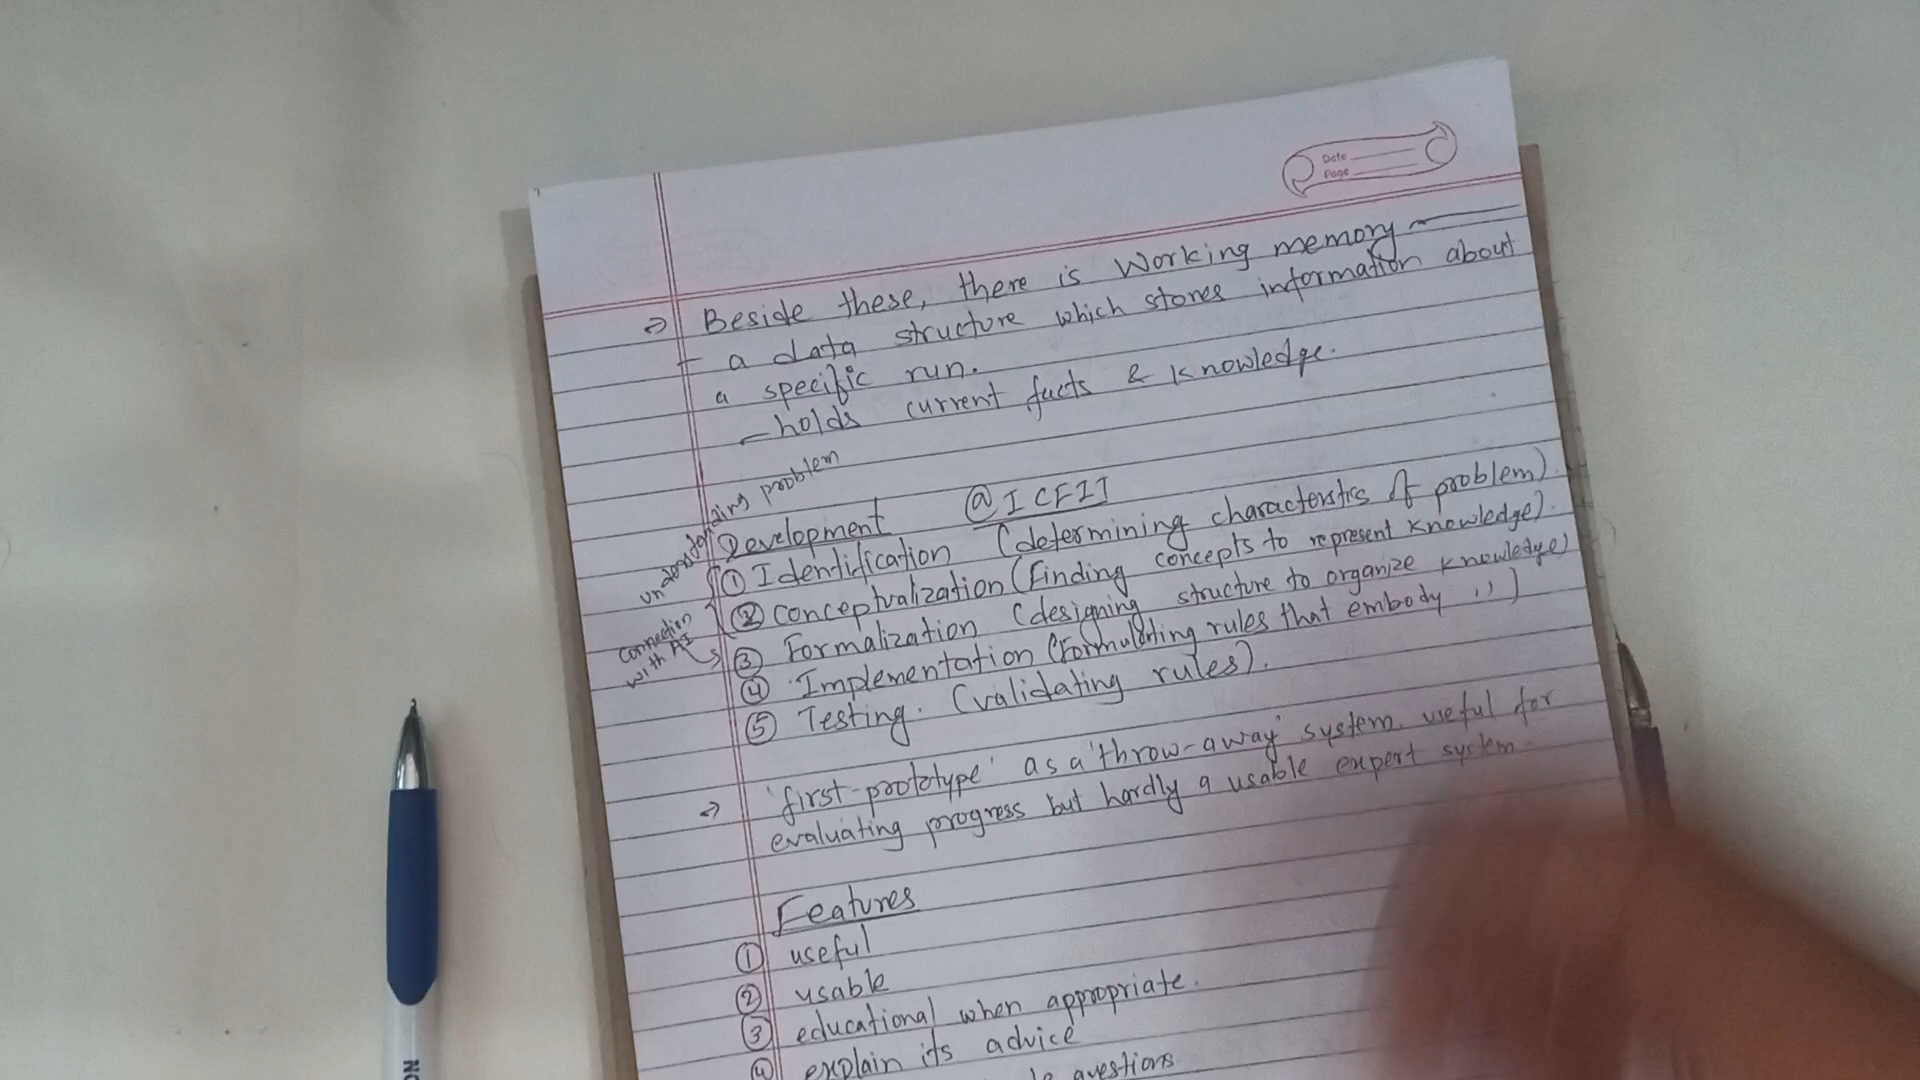 Date
Page
⇒ Beside these, there is Working memory —
- a data structure which stores information about
a specific run.
- holds current facts & knowledge.
understanding problem
Development @ICFIT
① Identification (determining characterstics of problem).
② conceptualization (Finding concepts to represent knowledge).
connection with AI
③ Formalization (designing structure to organize knowledge)
④ Implementation (formulating rules that embody ,,)
⑤ Testing. (validating rules).
⇒ 'first-prototype' as a 'throw-away' system useful for
evaluating progress but hardly a usable expert system.
Features
① useful
② usable
③ educational when appropriate.
④ explain its advice
questions.
NO